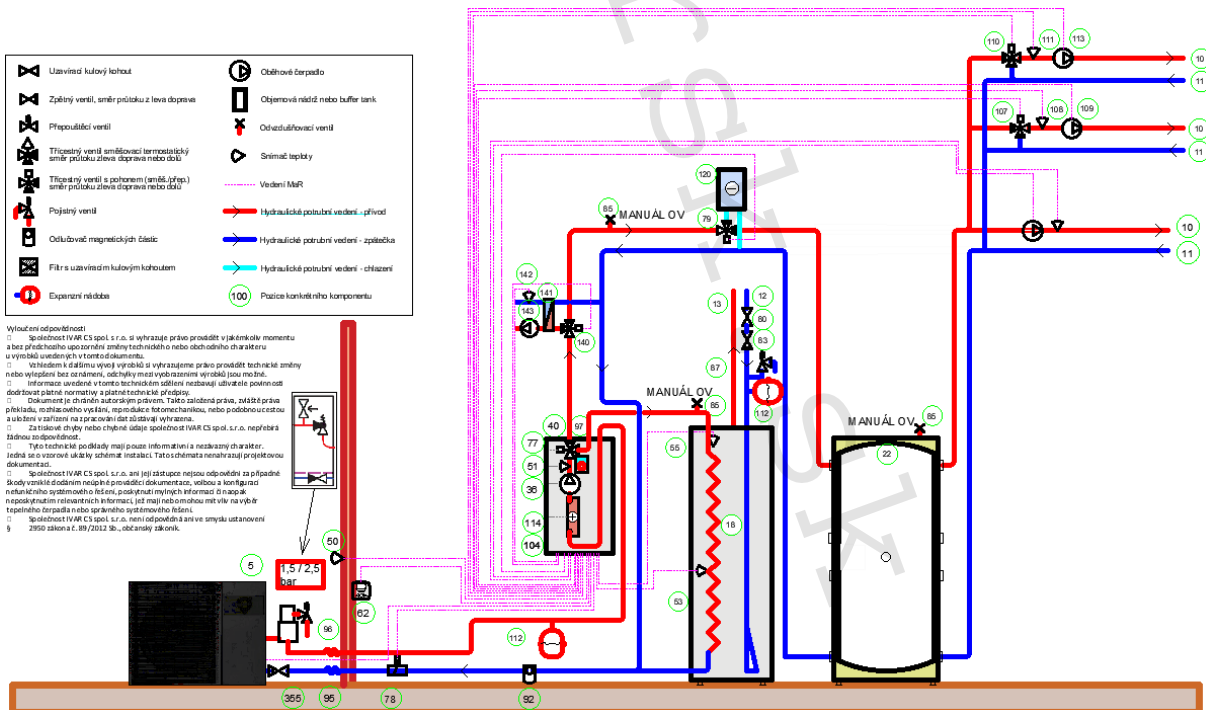 Uzavírací kulový kohout
Zpětný ventil, směr průtoku z leva doprava
Přepouštěcí ventil
Třícestný ventil směšovací termostatický
směr průtoku zleva doprava nebo dolů
Třícestný ventil s pohonem (směš./přep.)
směr průtoku zleva doprava nebo dolů
Pojistný ventil
Odlučovač magnetických částic
Filtr s uzavíracím kulovým kohoutem
Expanzní nádoba
Oběhové čerpadlo
Objemová nádrž nebo buffer tank
Odvzdušňovací ventil
Snímač teploty
Vedení MaR
Hydraulické potrubní vedení - přívod
Hydraulické potrubní vedení - zpátečka
Hydraulické potrubní vedení - chlazení
100 Pozice konkrétního komponentu
Vyloučení odpovědnosti
Společnost IVAR CS spol. s r.o. si vyhrazuje právo provádět v jakémkoliv momentu
a bez předchozího upozornění změny technického nebo obchodního charakteru
u výrobků uvedených v tomto dokumentu.
Vzhledem k dalšímu vývoji výrobků si vyhrazujeme právo provádět technické změny
nebo vylepšení bez oznámení, odchylky mezi vyobrazeními výrobků jsou možné.
Informace uvedené v tomto technickém sdělení nezbavují uživatele povinnosti
dodržovat platné normativy a platné technické předpisy.
Dokument je chráněn autorským právem. Takto založená práva, zvláště práva
překladu, rozhlasového vysílání, reprodukce fotomechanikou, nebo podobnou cestou
a uložení v zařízení na zpracování dat zůstávají vyhrazena.
Za tiskové chyby nebo chybné údaje společnost IVAR CS spol. s r.o. nepřebírá
žádnou zodpovědnost.
Tyto technické podklady mají pouze informativní a nezávazný charakter.
Jedná se o vzorové ukázky schémat instalací. Tato schémata nenahrazují projektovou
dokumentaci.
Společnost IVAR CS spol. s r.o. ani její zástupce nejsou odpovědní za případné
škody vzniklé dodáním neúplné prováděcí dokumentace, volbou a konfigurací
nefunkčního systémového řešení, poskytnutí mylných informací či naopak
neposkytnutím relevantních informací, jež mají nebo mohou mít vliv na výběr
tepelného čerpadla nebo správného systémového řešení.
Společnost IVAR CS spol. s r.o. není odpovědná ani ve smyslu ustanovení
§ 2950 zákona č. 89/2012 Sb., občanský zákoník.
110
111
113
10
11
107
108
109
10
11
10
11
120
85
MANUÁL OV
79
142
141
143
140
13
12
80
83
87
112
MANUÁL OV
85
40
97
77
51
36
114
104
55
18
53
85
22
50
5
1,5 / 2,5
bar
62
96
112
355
95
78
92